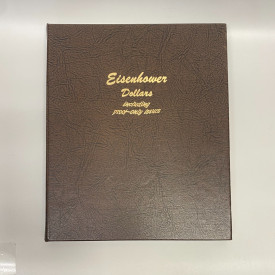 Eisenhower
Dollars
including
proof-only issues